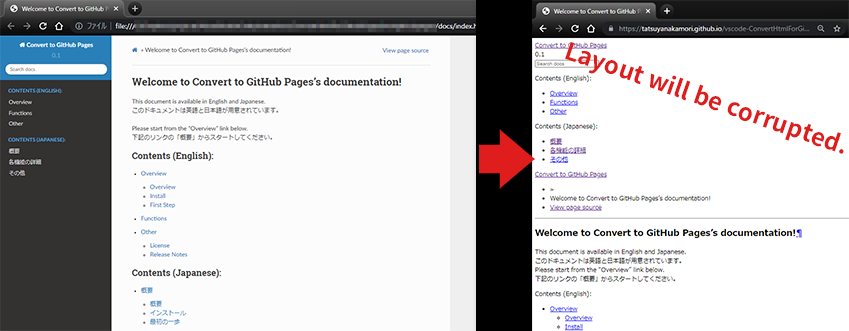 Welcome to Convert to GitHub Pages
ファイル
file:///
/docs/index.h
Convert to GitHub Pages
0.1
Search docs
CONTENTS (ENGLISH):
Overview
Functions
Other
CONTENTS (JAPANESE):
概要
各機能の詳細
その他
» Welcome to Convert to GitHub Pages's documentation!
View page source
Welcome to Convert to GitHub Pages's documentation!
This document is available in English and Japanese.
このドキュメントは英語と日本語が用意されています。
Please start from the "Overview" link below.
下記のリンクの「概要」からスタートしてください。
Contents (English):
Overview
Overview
Install
First Step
Functions
Other
License
Release Notes
Contents (Japanese):
概要
概要
インストール
最初の一歩
Welcome to Convert to GitHub Pa
https://tatsuyanakamori.github.io/vscode-ConvertHtmlForGi
Layout will be corrupted.
Convert to GitHub Pages
0.1
Search docs
Contents (English):
Overview
Functions
Other
Contents (Japanese):
概要
各機能の詳細
その他
Convert to GitHub Pages
»
Welcome to Convert to GitHub Pages's documentation!
View page source
Welcome to Convert to GitHub Pages's documentation!¶
This document is available in English and Japanese.
このドキュメントは英語と日本語が用意されています。
Please start from the "Overview" link below.
下記のリンクの「概要」からスタートしてください。
Contents (English):
Overview
Overview
Install